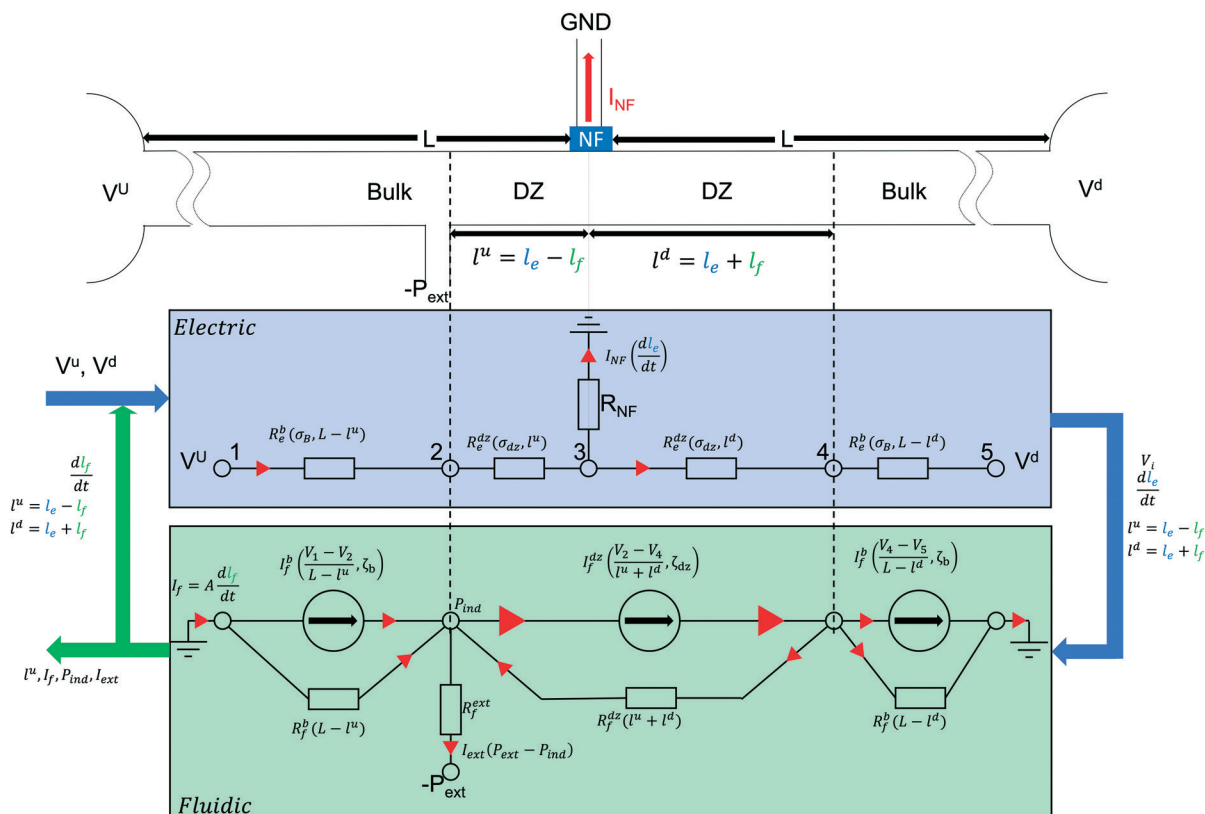 GND
I_NF
L
NF
L
V^U
Bulk
DZ
DZ
Bulk
V^d
l^u = l_e − l_f
l^d = l_e + l_f
-P_ext
Electric
V^u, V^d
I_NF (dl_e/dt)
R_NF
R_e^b(σ_B, L − l^u)
R_e^dz(σ_dz, l^u)
R_e^dz(σ_dz, l^d)
R_e^b(σ_B, L − l^d)
V^U
1
2
3
4
5
V^d
dl_f/dt
l^u = l_e − l_f
l^d = l_e + l_f
V_i
dl_e/dt
l^u = l_e − l_f
l^d = l_e + l_f
I_f^b ((V_1 − V_2)/(L − l^u), ζ_b)
I_f^dz ((V_2 − V_4)/(l^u + l^d), ζ_dz)
I_f^b ((V_4 − V_5)/(L − l^d), ζ_b)
I_f = A dl_f/dt
P_ind
l^u, I_f, P_ind, I_ext
R_f^b(L − l^u)
R_f^ext
R_f^dz(l^u + l^d)
R_f^b(L − l^d)
I_ext(P_ext − P_ind)
-P_ext
Fluidic